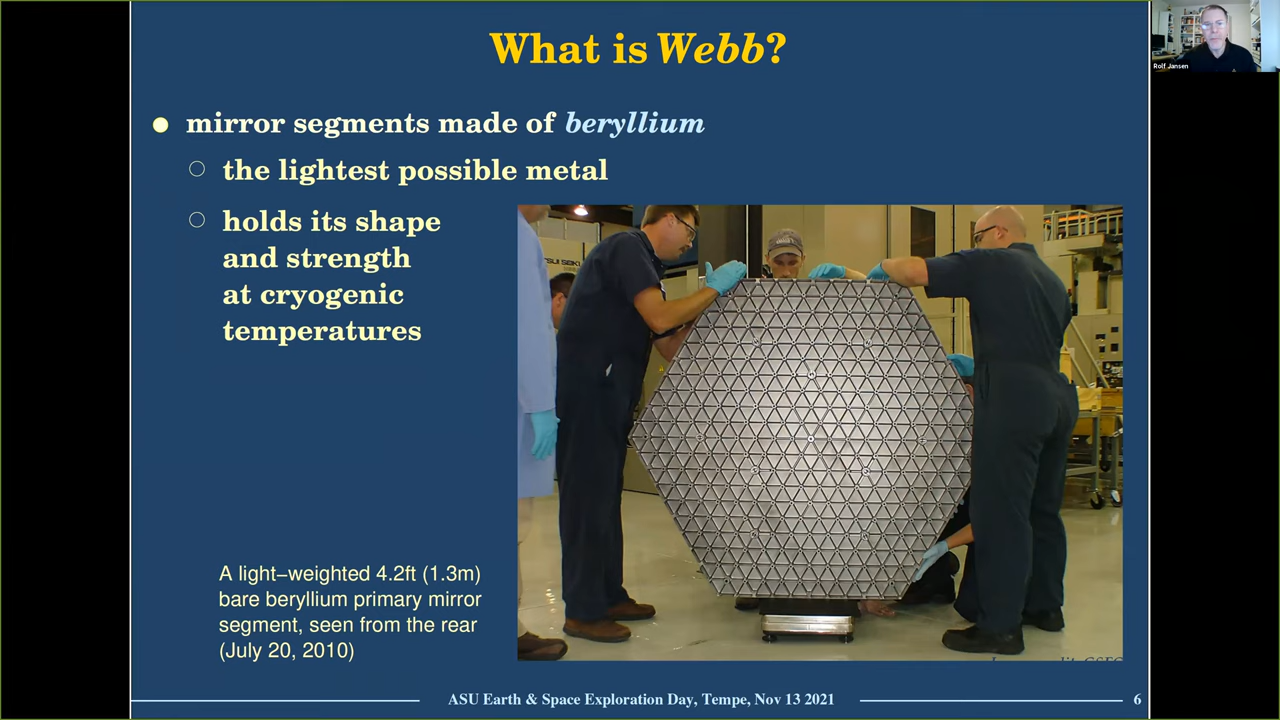 What is Webb?
Rolf Jansen
mirror segments made of beryllium
the lightest possible metal
holds its shape
and strength
at cryogenic
temperatures
A light–weighted 4.2ft (1.3m)
bare beryllium primary mirror
segment, seen from the rear
(July 20, 2010)
ASU Earth & Space Exploration Day, Tempe, Nov 13 2021
6